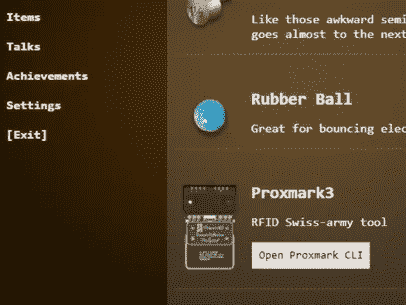 Items
Talks
Achievements
Settings
[Exit]
Like those awkward semi
goes almost to the next
Rubber Ball
Great for bouncing elec
Proxmark3
RFID Swiss-army tool
Open Proxmark CLI